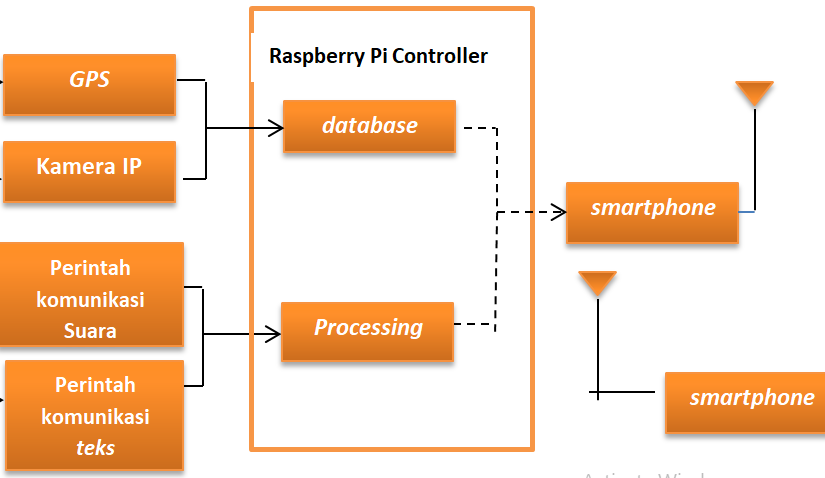 Raspberry Pi Controller
GPS
database
Kamera IP
smartphone
Perintah
komunikasi
Suara
Processing
Perintah
komunikasi
teks
smartphone